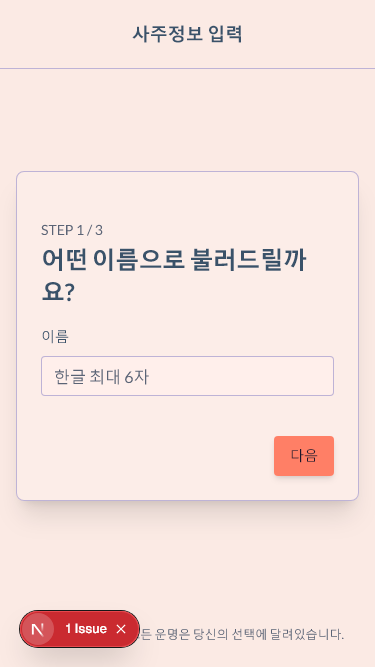 사주정보 입력
STEP 1 / 3
어떤 이름으로 불러드릴까
요?
이름
한글 최대 6자
다음
N 1 Issue ×
든 운명은 당신의 선택에 달려있습니다.